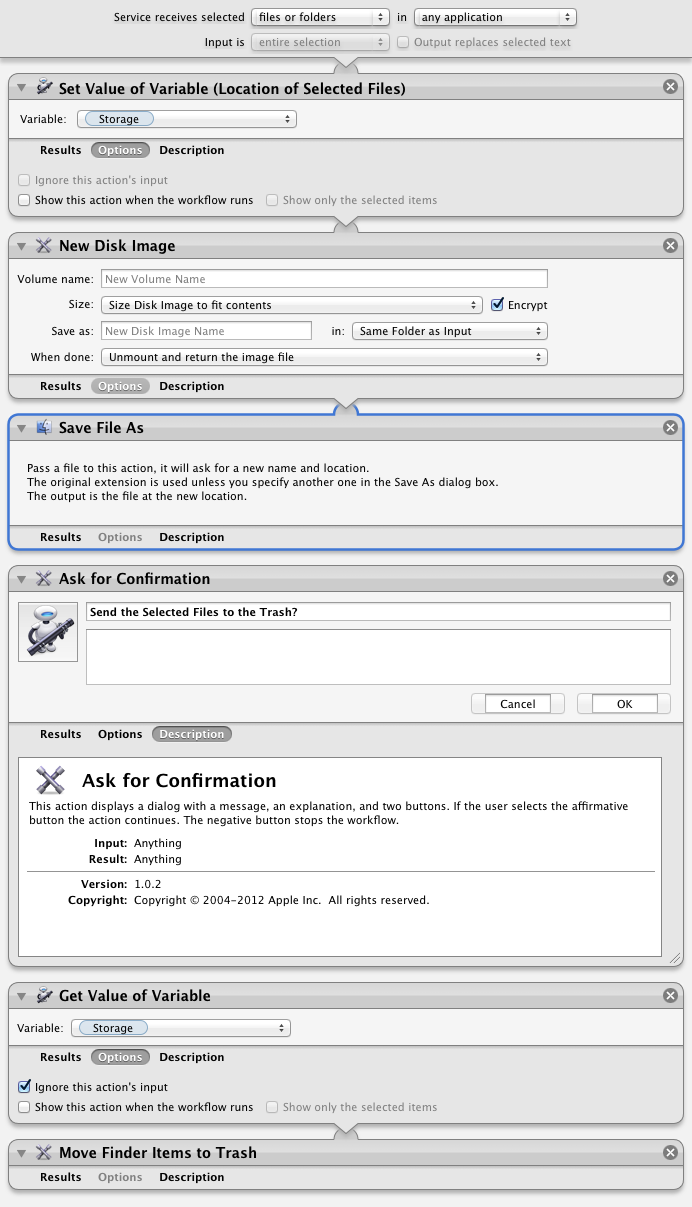 Service receives selected files or folders in any application
Input is entire selection Output replaces selected text
Set Value of Variable (Location of Selected Files)
Variable: Storage
Results Options Description
Ignore this action's input
Show this action when the workflow runs Show only the selected items
New Disk Image
Volume name: New Volume Name
Size: Size Disk Image to fit contents Encrypt
Save as: New Disk Image Name in: Same Folder as Input
When done: Unmount and return the image file
Results Options Description
Save File As
Pass a file to this action, it will ask for a new name and location.
The original extension is used unless you specify another one in the Save As dialog box.
The output is the file at the new location.
Results Options Description
Ask for Confirmation
Send the Selected Files to the Trash?
Cancel OK
Results Options Description
Ask for Confirmation
This action displays a dialog with a message, an explanation, and two buttons. If the user selects the affirmative
button the action continues. The negative button stops the workflow.
Input: Anything
Result: Anything
Version: 1.0.2
Copyright: Copyright © 2004–2012 Apple Inc. All rights reserved.
Get Value of Variable
Variable: Storage
Results Options Description
Ignore this action's input
Show this action when the workflow runs Show only the selected items
Move Finder Items to Trash
Results Options Description